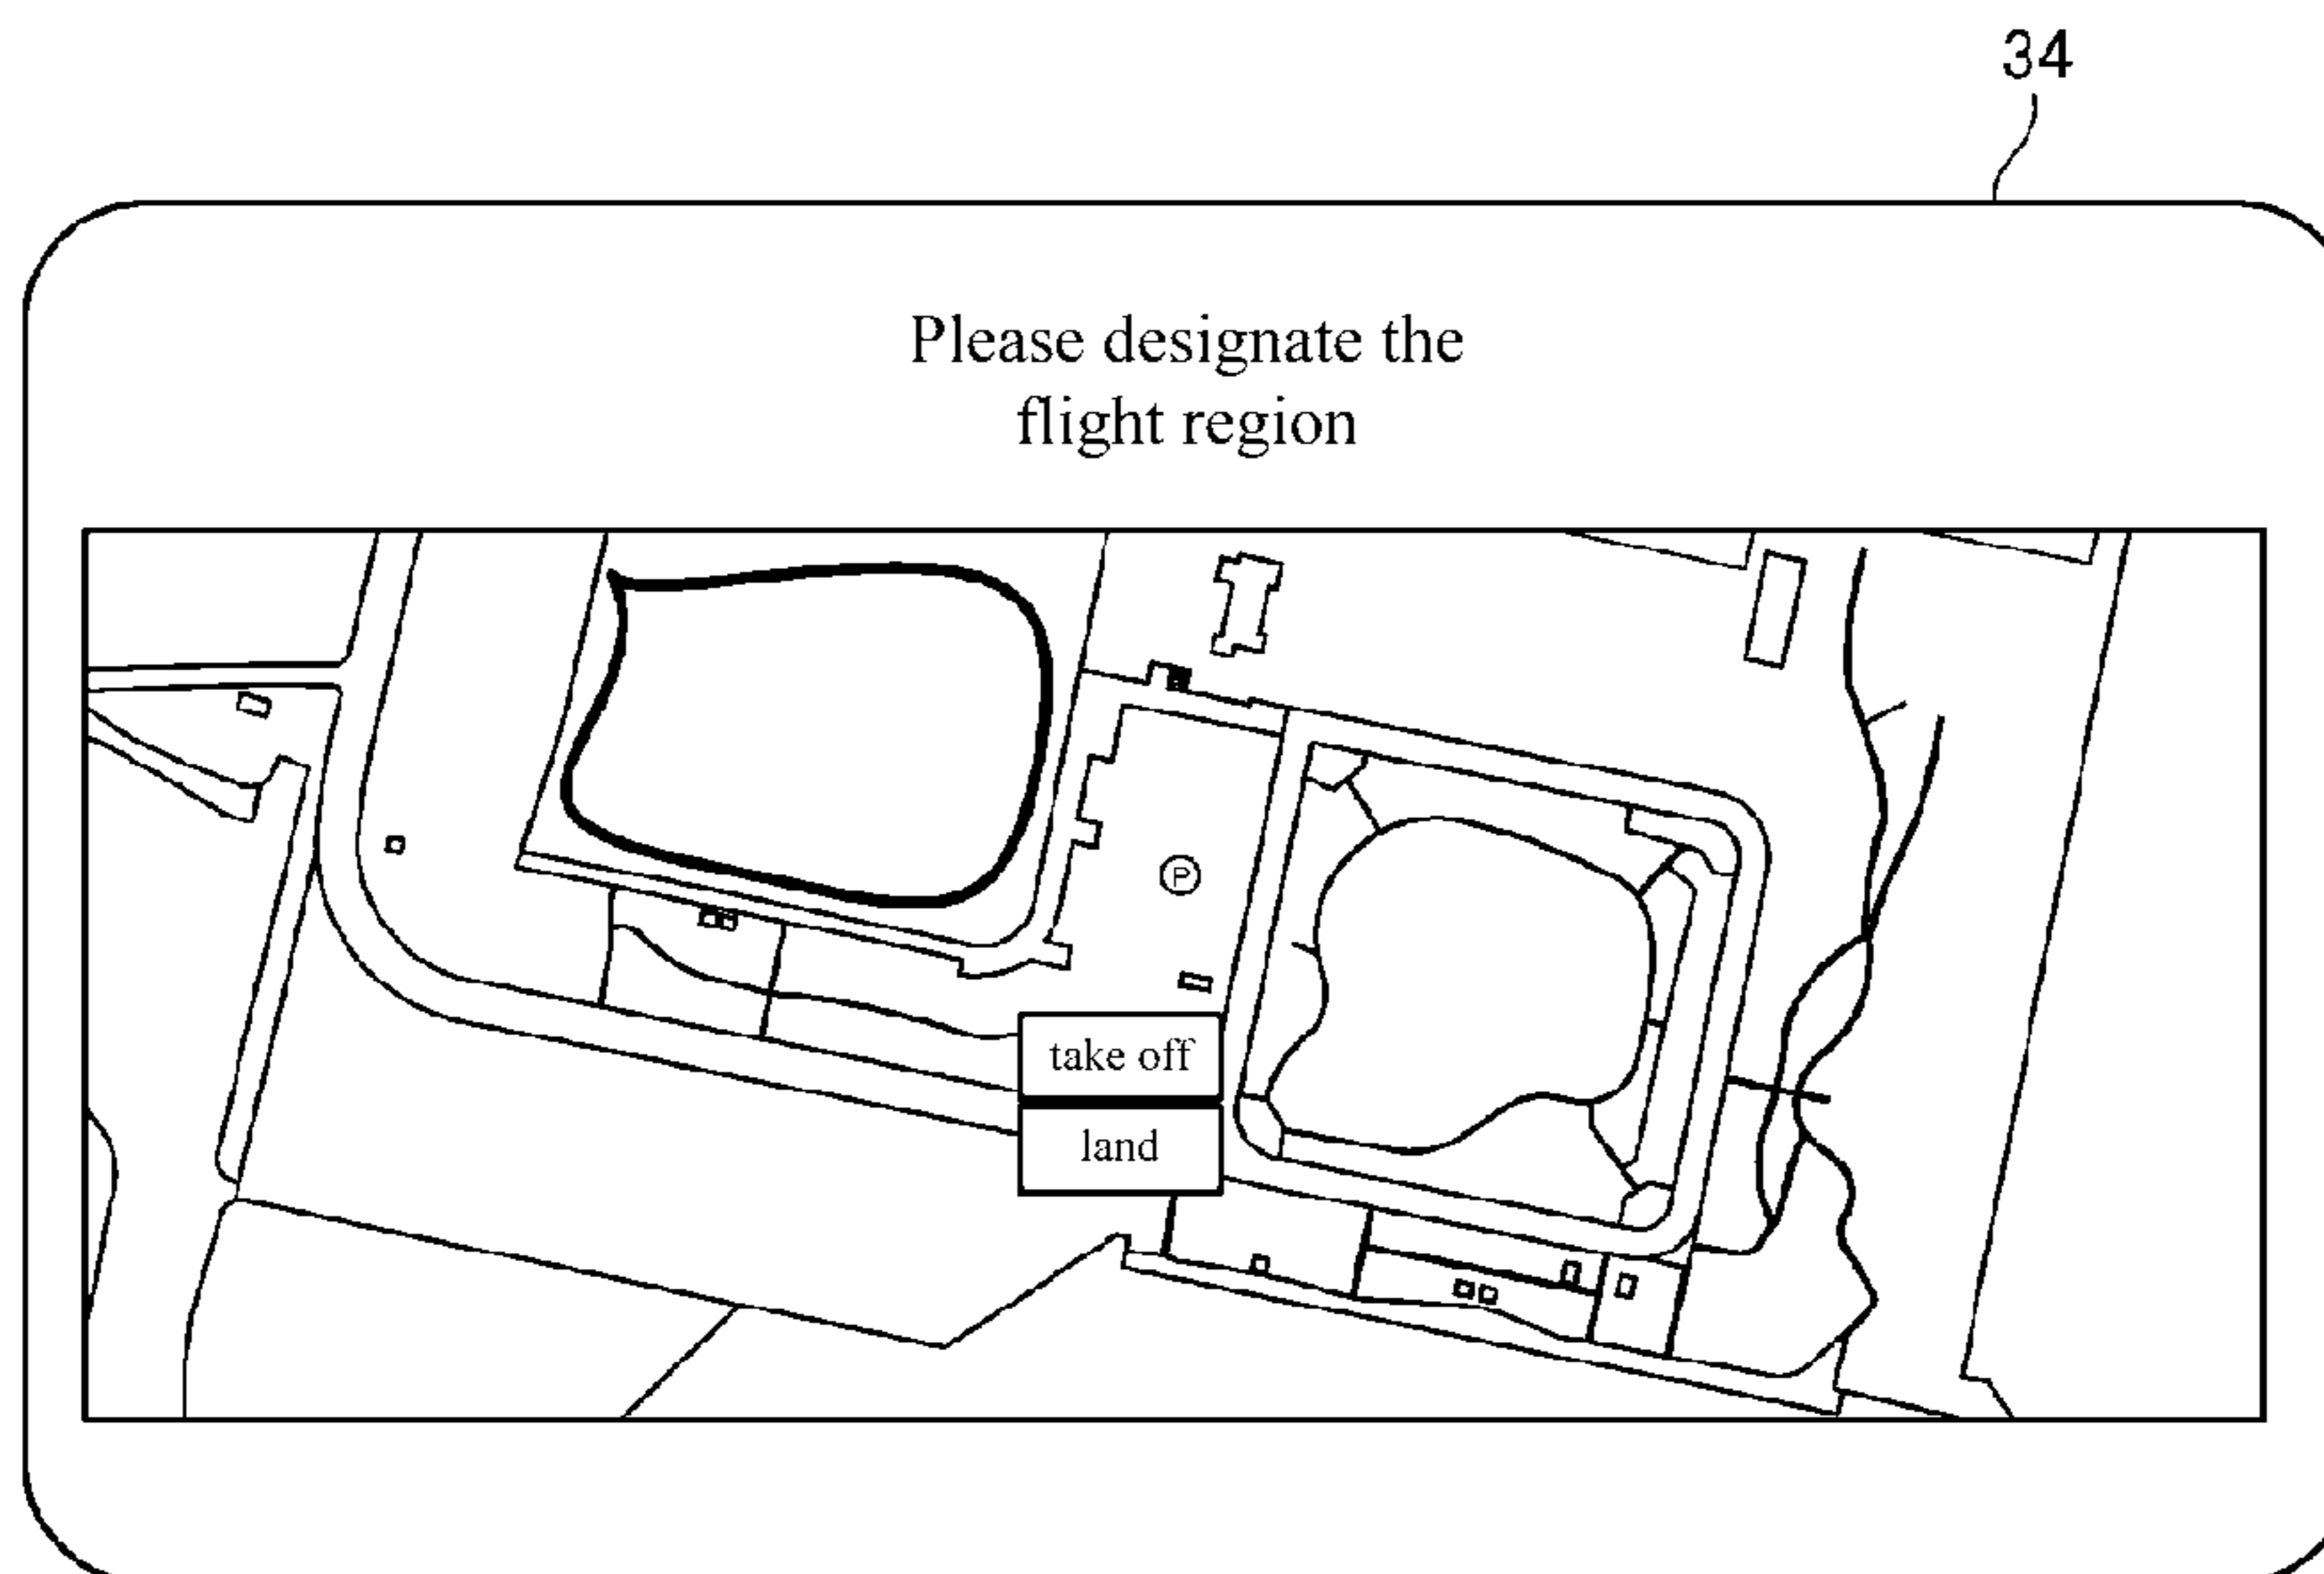 34
Please designate the
flight region
P
take off
land